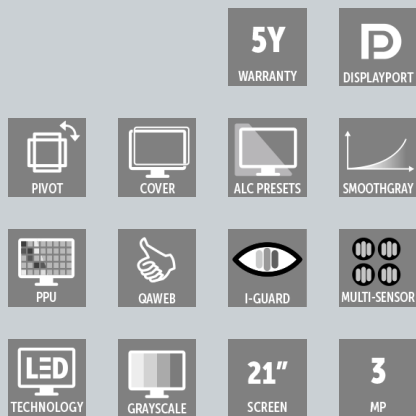 5Y
WARRANTY
DISPLAYPORT
PIVOT
COVER
ALC PRESETS
SMOOTHGRAY
PPU
QAWEB
I-GUARD
MULTI-SENSOR
LED
TECHNOLOGY
GRAYSCALE
21"
SCREEN
3
MP